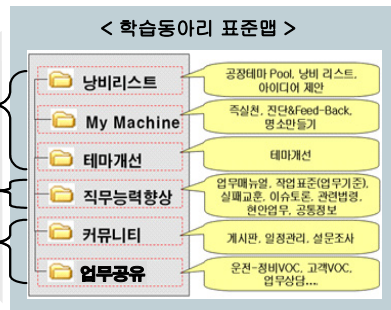 < 학습동아리 표준맵 >
낭비리스트
공장테마 Pool, 낭비 리스트,
아이디어 제안
My Machine
즉실천, 진단&Feed-Back,
명소만들기
테마개선
테마개선
직무능력향상
업무매뉴얼, 작업표준(업무기준),
실패교훈, 이슈토론, 관련법령,
현안업무, 공통정보
커뮤니티
게시판, 일정관리, 설문조사
업무공유
운전-정비VOC, 고객VOC,
업무상담....